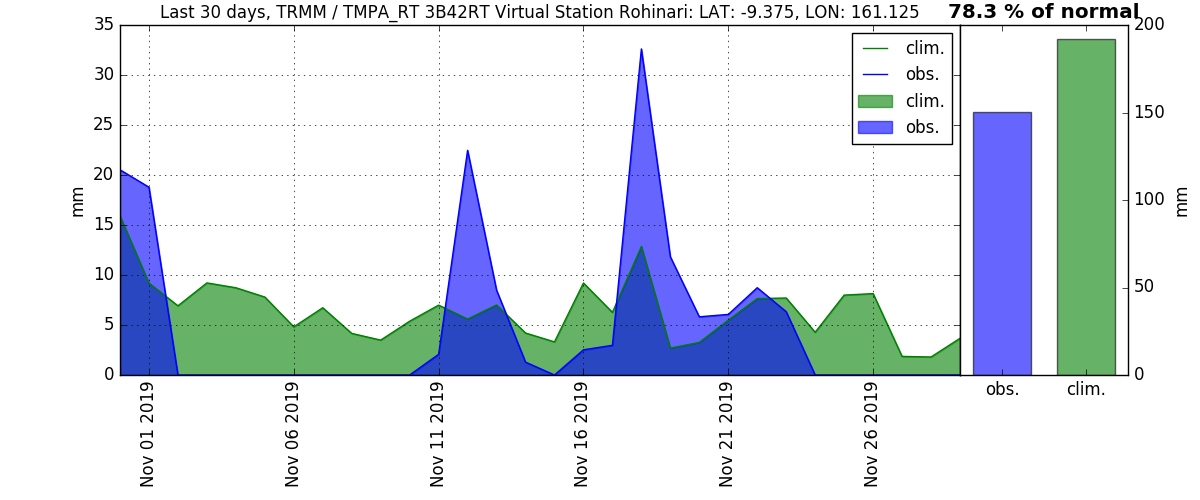 Last 30 days, TRMM / TMPA_RT 3B42RT Virtual Station Rohinari: LAT: -9.375, LON: 161.125
78.3 % of normal
35
30
25
20
15
10
5
0
mm
clim.
obs.
clim.
obs.
Nov 01 2019
Nov 06 2019
Nov 11 2019
Nov 16 2019
Nov 21 2019
Nov 26 2019
200
150
100
50
0
mm
obs.
clim.